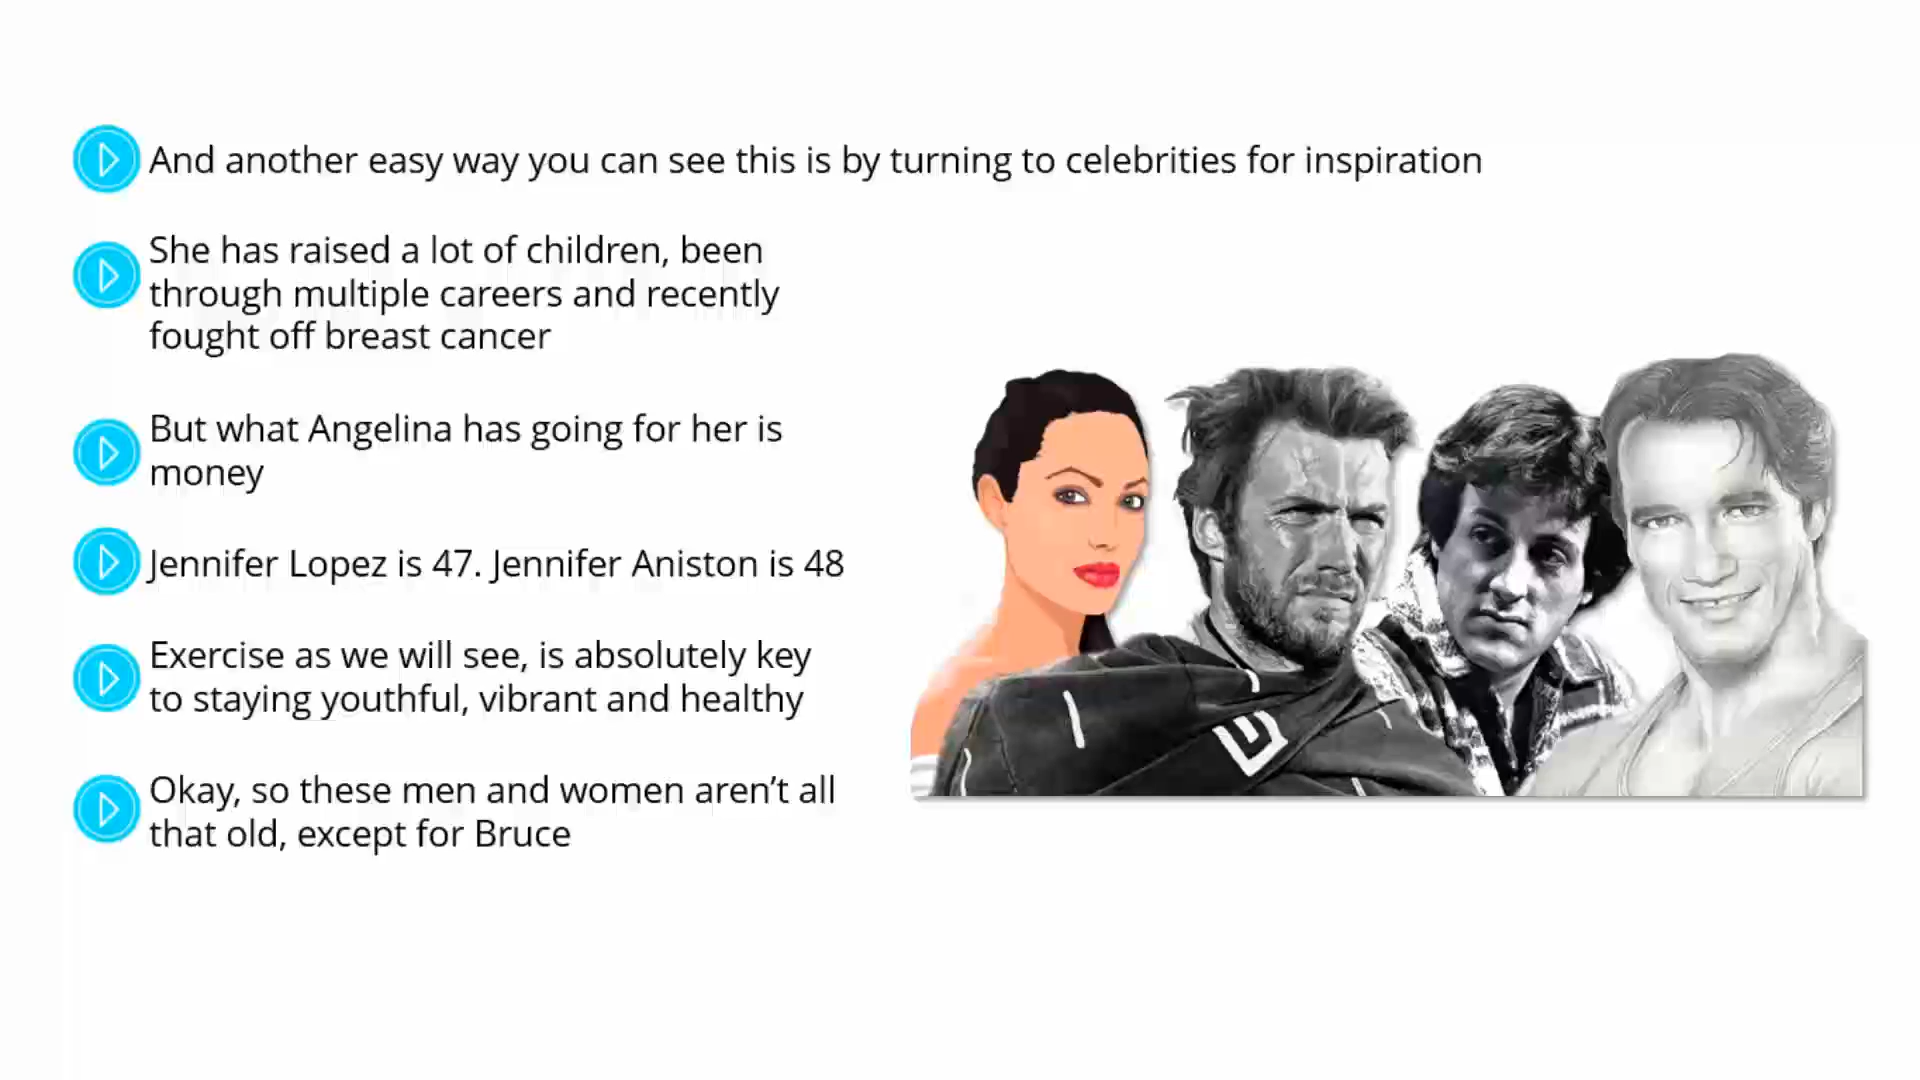 And another easy way you can see this is by turning to celebrities for inspiration
She has raised a lot of children, been
through multiple careers and recently
fought off breast cancer
But what Angelina has going for her is
money
Jennifer Lopez is 47. Jennifer Aniston is 48
Exercise as we will see, is absolutely key
to staying youthful, vibrant and healthy
Okay, so these men and women aren’t all
that old, except for Bruce